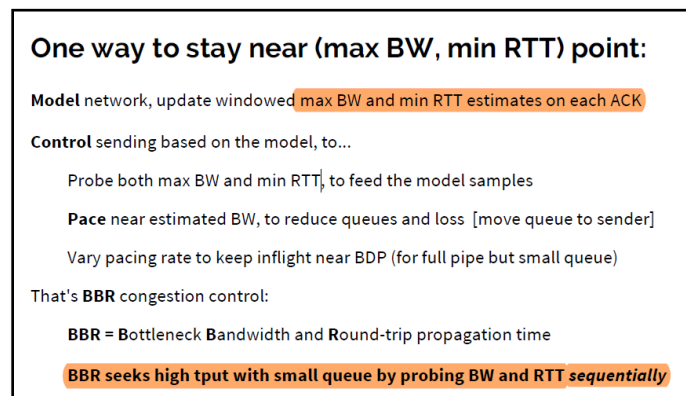 One way to stay near (max BW, min RTT) point:
Model network, update windowed max BW and min RTT estimates on each ACK
Control sending based on the model, to...
Probe both max BW and min RTT, to feed the model samples
Pace near estimated BW, to reduce queues and loss [move queue to sender]
Vary pacing rate to keep inflight near BDP (for full pipe but small queue)
That's BBR congestion control:
BBR = Bottleneck Bandwidth and Round-trip propagation time
BBR seeks high tput with small queue by probing BW and RTT sequentially